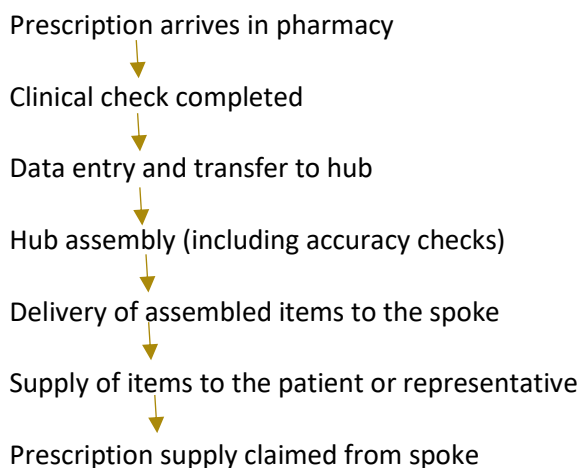 Prescription arrives in pharmacy
Clinical check completed
Data entry and transfer to hub
Hub assembly (including accuracy checks)
Delivery of assembled items to the spoke
Supply of items to the patient or representative
Prescription supply claimed from spoke